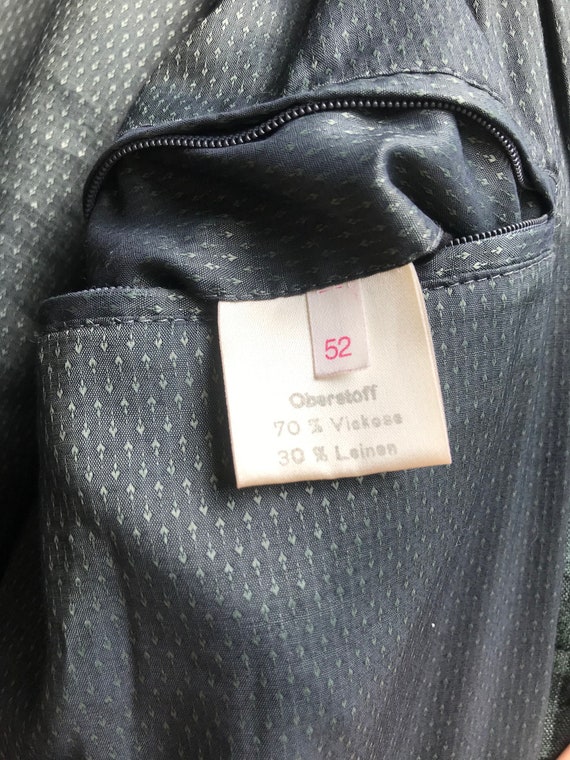 52
Oberstoff
70 % Viskose
30 % Leinen